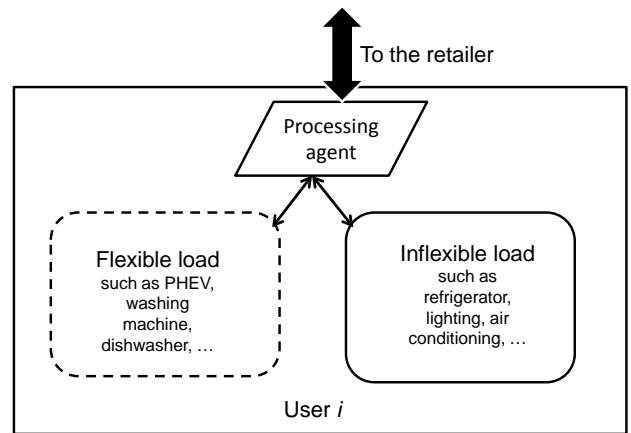 To the retailer
Processing
agent
Flexible load
such as PHEV,
washing
machine,
dishwasher, …
Inflexible load
such as
refrigerator,
lighting, air
conditioning, …
User i